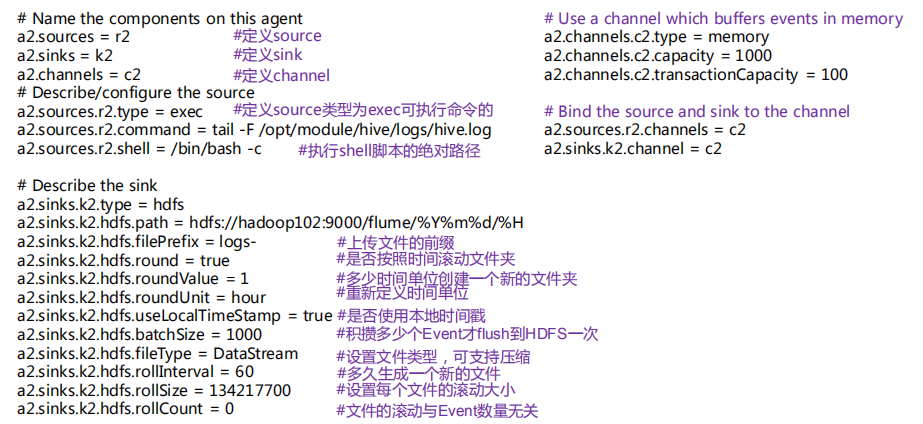 # Name the components on this agent
a2.sources = r2 #定义source
a2.sinks = k2 #定义sink
a2.channels = c2 #定义channel
# Describe/configure the source
a2.sources.r2.type = exec #定义source类型为exec可执行命令的
a2.sources.r2.command = tail -F /opt/module/hive/logs/hive.log
a2.sources.r2.shell = /bin/bash -c #执行shell脚本的绝对路径
# Use a channel which buffers events in memory
a2.channels.c2.type = memory
a2.channels.c2.capacity = 1000
a2.channels.c2.transactionCapacity = 100
# Bind the source and sink to the channel
a2.sources.r2.channels = c2
a2.sinks.k2.channel = c2
# Describe the sink
a2.sinks.k2.type = hdfs
a2.sinks.k2.hdfs.path = hdfs://hadoop102:9000/flume/%Y%m%d/%H
a2.sinks.k2.hdfs.filePrefix = logs- #上传文件的前缀
a2.sinks.k2.hdfs.round = true #是否按照时间滚动文件夹
a2.sinks.k2.hdfs.roundValue = 1 #多少时间单位创建一个新的文件夹
a2.sinks.k2.hdfs.roundUnit = hour #重新定义时间单位
a2.sinks.k2.hdfs.useLocalTimeStamp = true #是否使用本地时间戳
a2.sinks.k2.hdfs.batchSize = 1000 #积攒多少个Event才flush到HDFS一次
a2.sinks.k2.hdfs.fileType = DataStream #设置文件类型，可支持压缩
a2.sinks.k2.hdfs.rollInterval = 60 #多久生成一个新的文件
a2.sinks.k2.hdfs.rollSize = 134217700 #设置每个文件的滚动大小
a2.sinks.k2.hdfs.rollCount = 0 #文件的滚动与Event数量无关